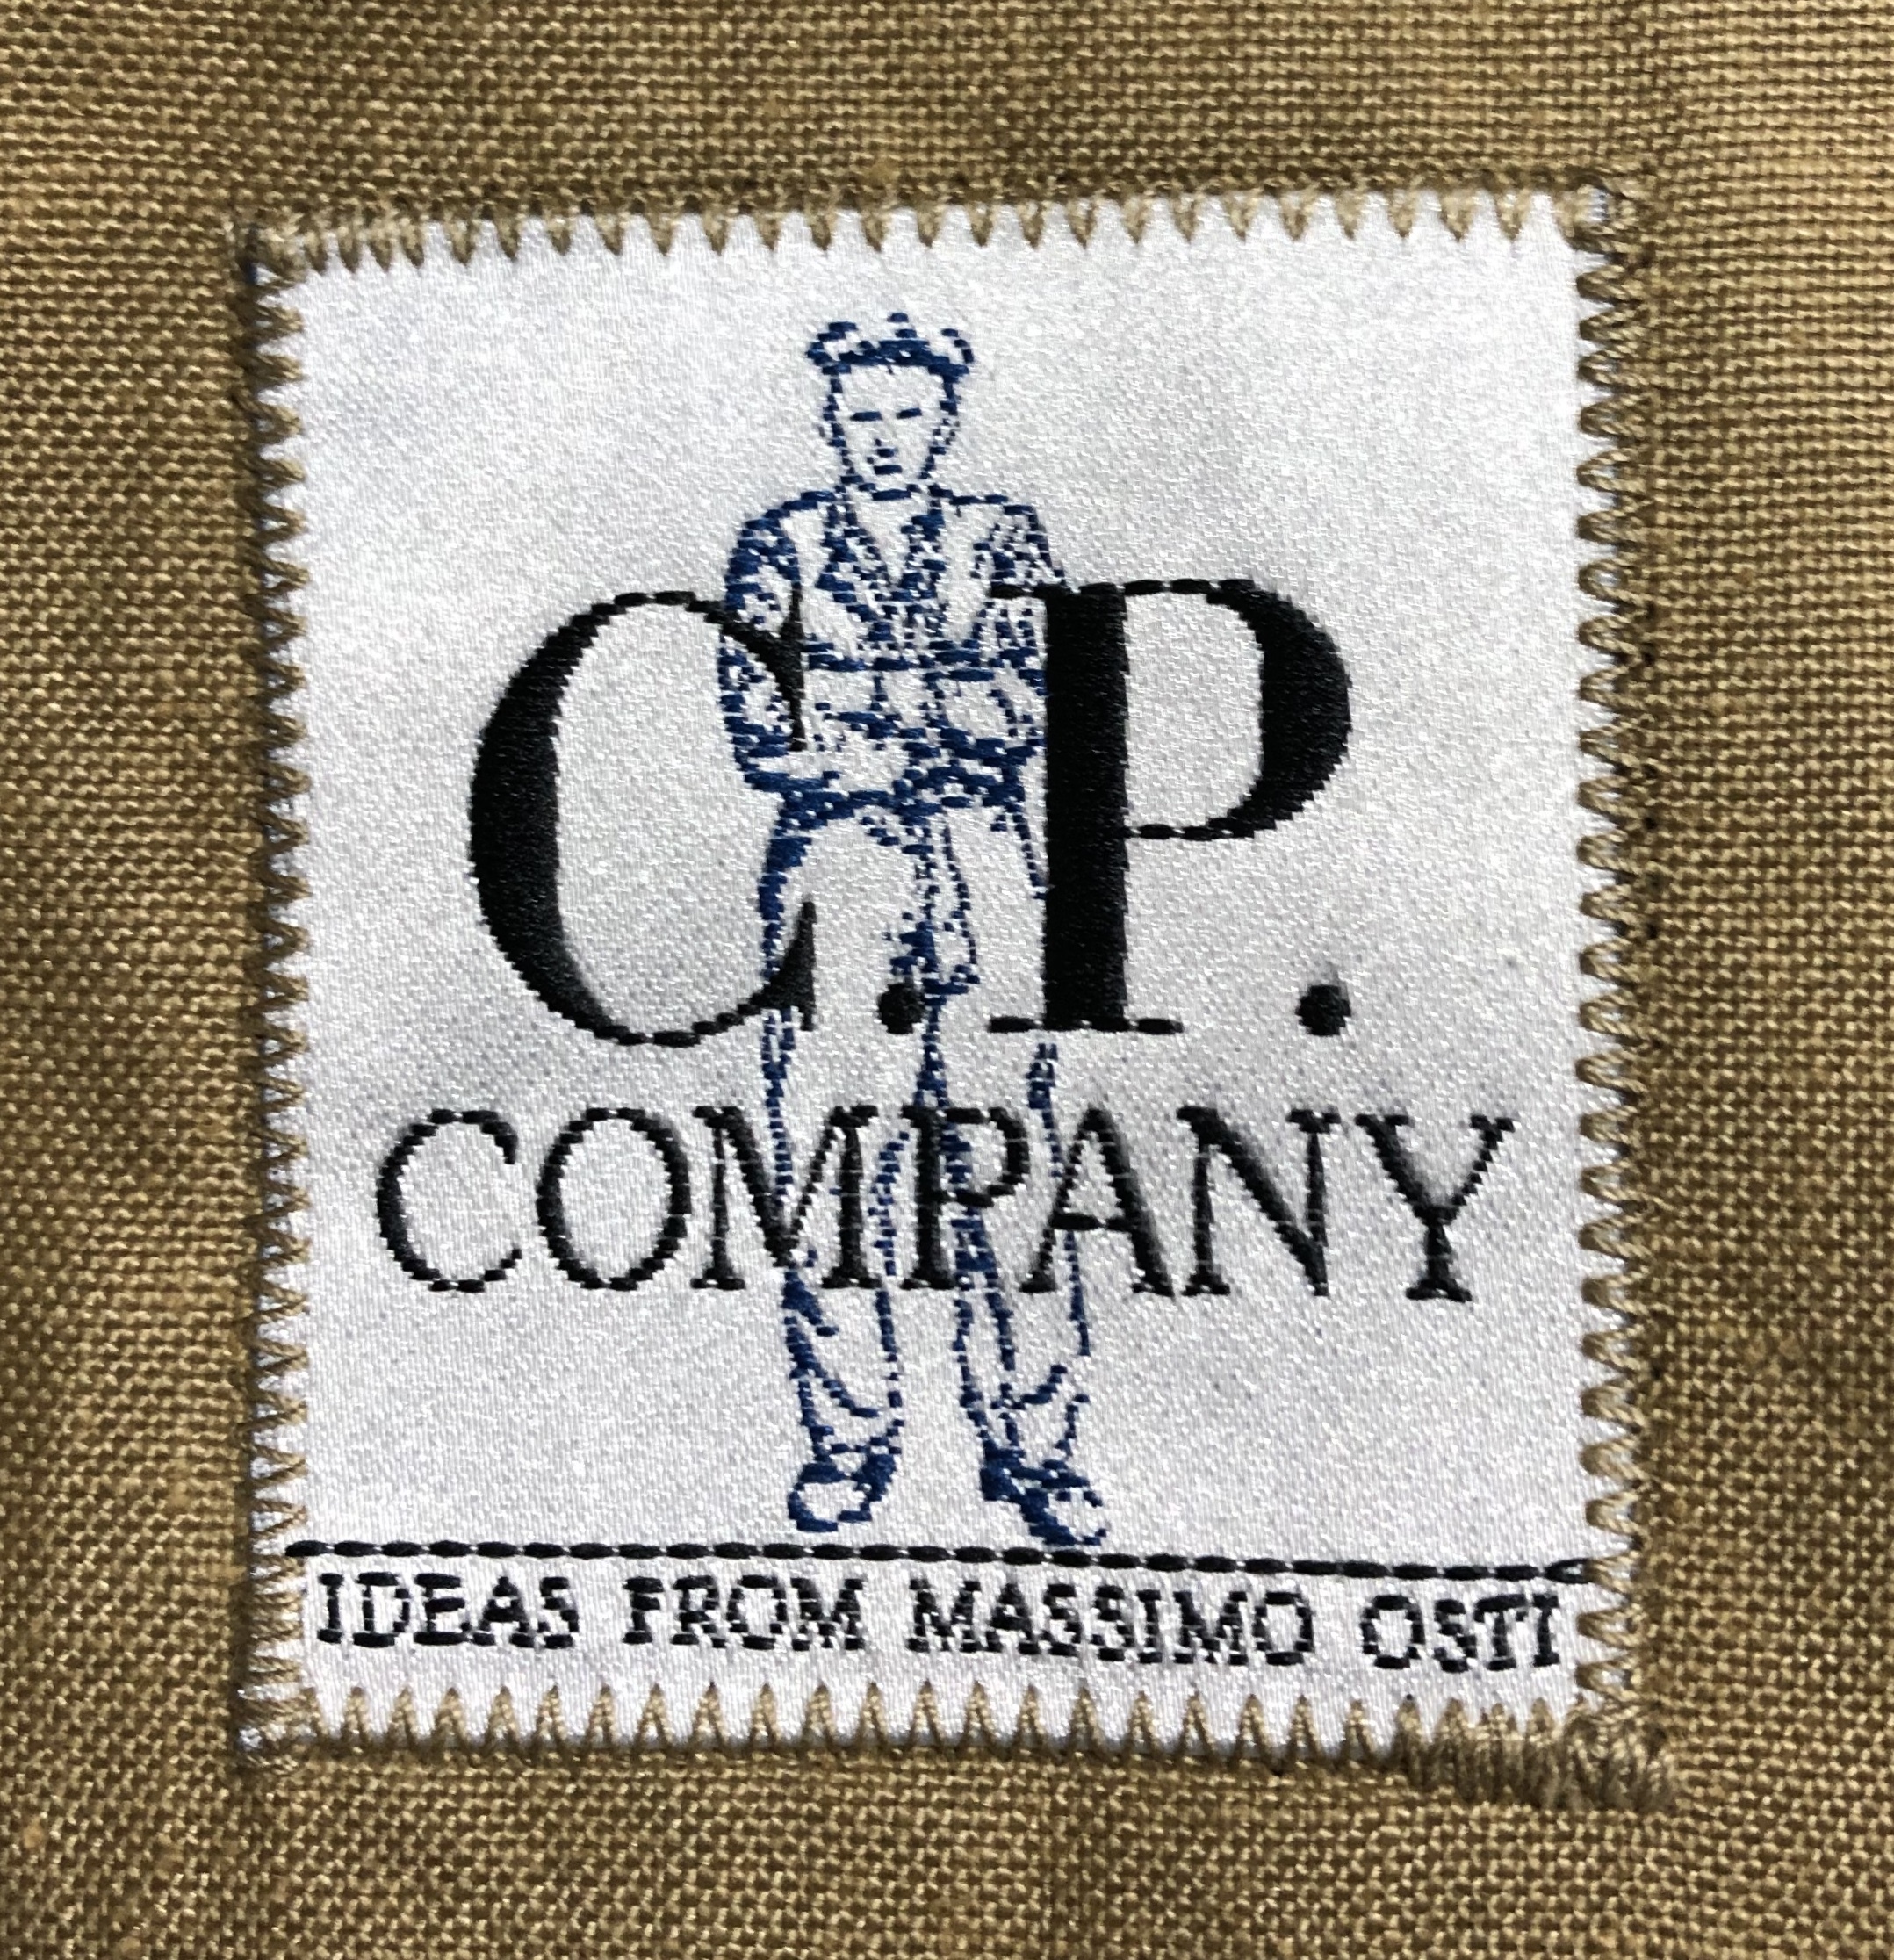 C.P.
COMPANY
IDEAS FROM MASSIMO OSTI